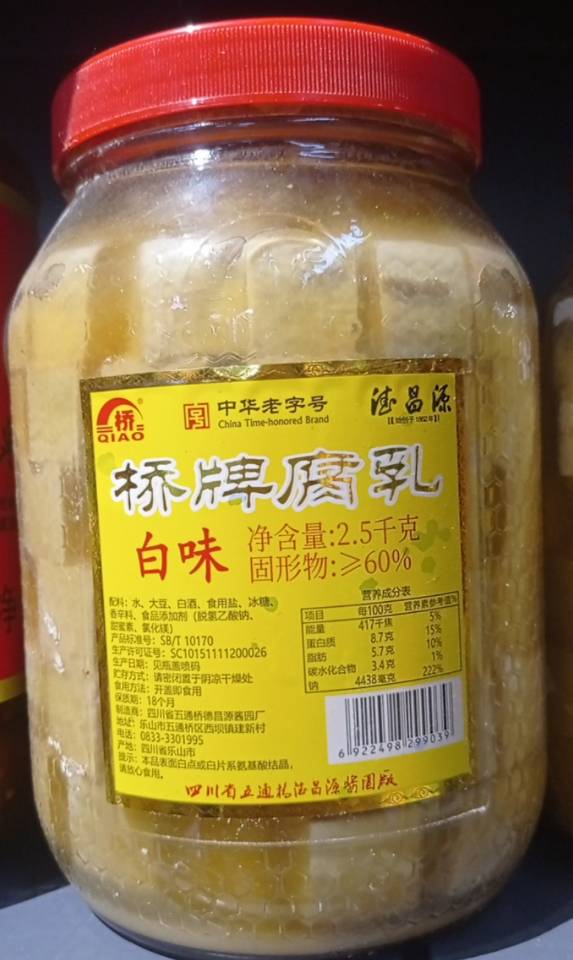 桥
QIAO
中华老字号
China Time-honored Brand
德昌源
【始创于1862年】
桥牌腐乳
白味
净含量:2.5千克
固形物:≥60%
配料：水、大豆、白酒、食用盐、冰糖、
香辛料、食品添加剂（脱氢乙酸钠、
甜蜜素、氯化镁）
产品标准号：SB/T 10170
生产许可证号：SC10151111200026
生产日期：见瓶盖喷码
贮存方式：请密闭置于阴凉干燥处
食用方法：开盖即食用
保质期：18个月
制造商：四川省五通桥德昌源酱园厂
地址：乐山市五通桥区西坝镇建新村
电话：0833-3301995
产地：四川省乐山市
提示：本品表面白点或白片系氨基酸结晶，
请放心食用。
营养成分表
项目 每100克 营养素参考值%
能量 417千焦 5%
蛋白质 8.7克 15%
脂肪 5.7克 10%
碳水化合物 3.4克 1%
钠 4438毫克 222%
6922498299039
四川省五通桥德昌源酱园厂